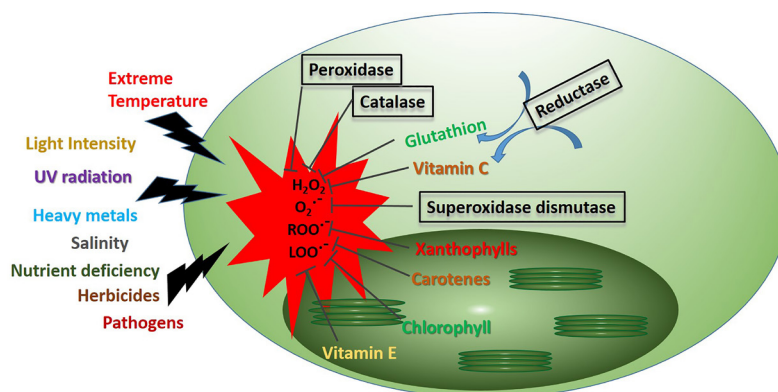 Extreme
Temperature
Light Intensity
UV radiation
Heavy metals
Salinity
Nutrient deficiency
Herbicides
Pathogens
Peroxidase
Catalase
Glutathion
Vitamin C
Reductase
H₂O₂
O₂·⁻
ROO·⁻
LOO·⁻
Superoxidase dismutase
Xanthophylls
Carotenes
Chlorophyll
Vitamin E